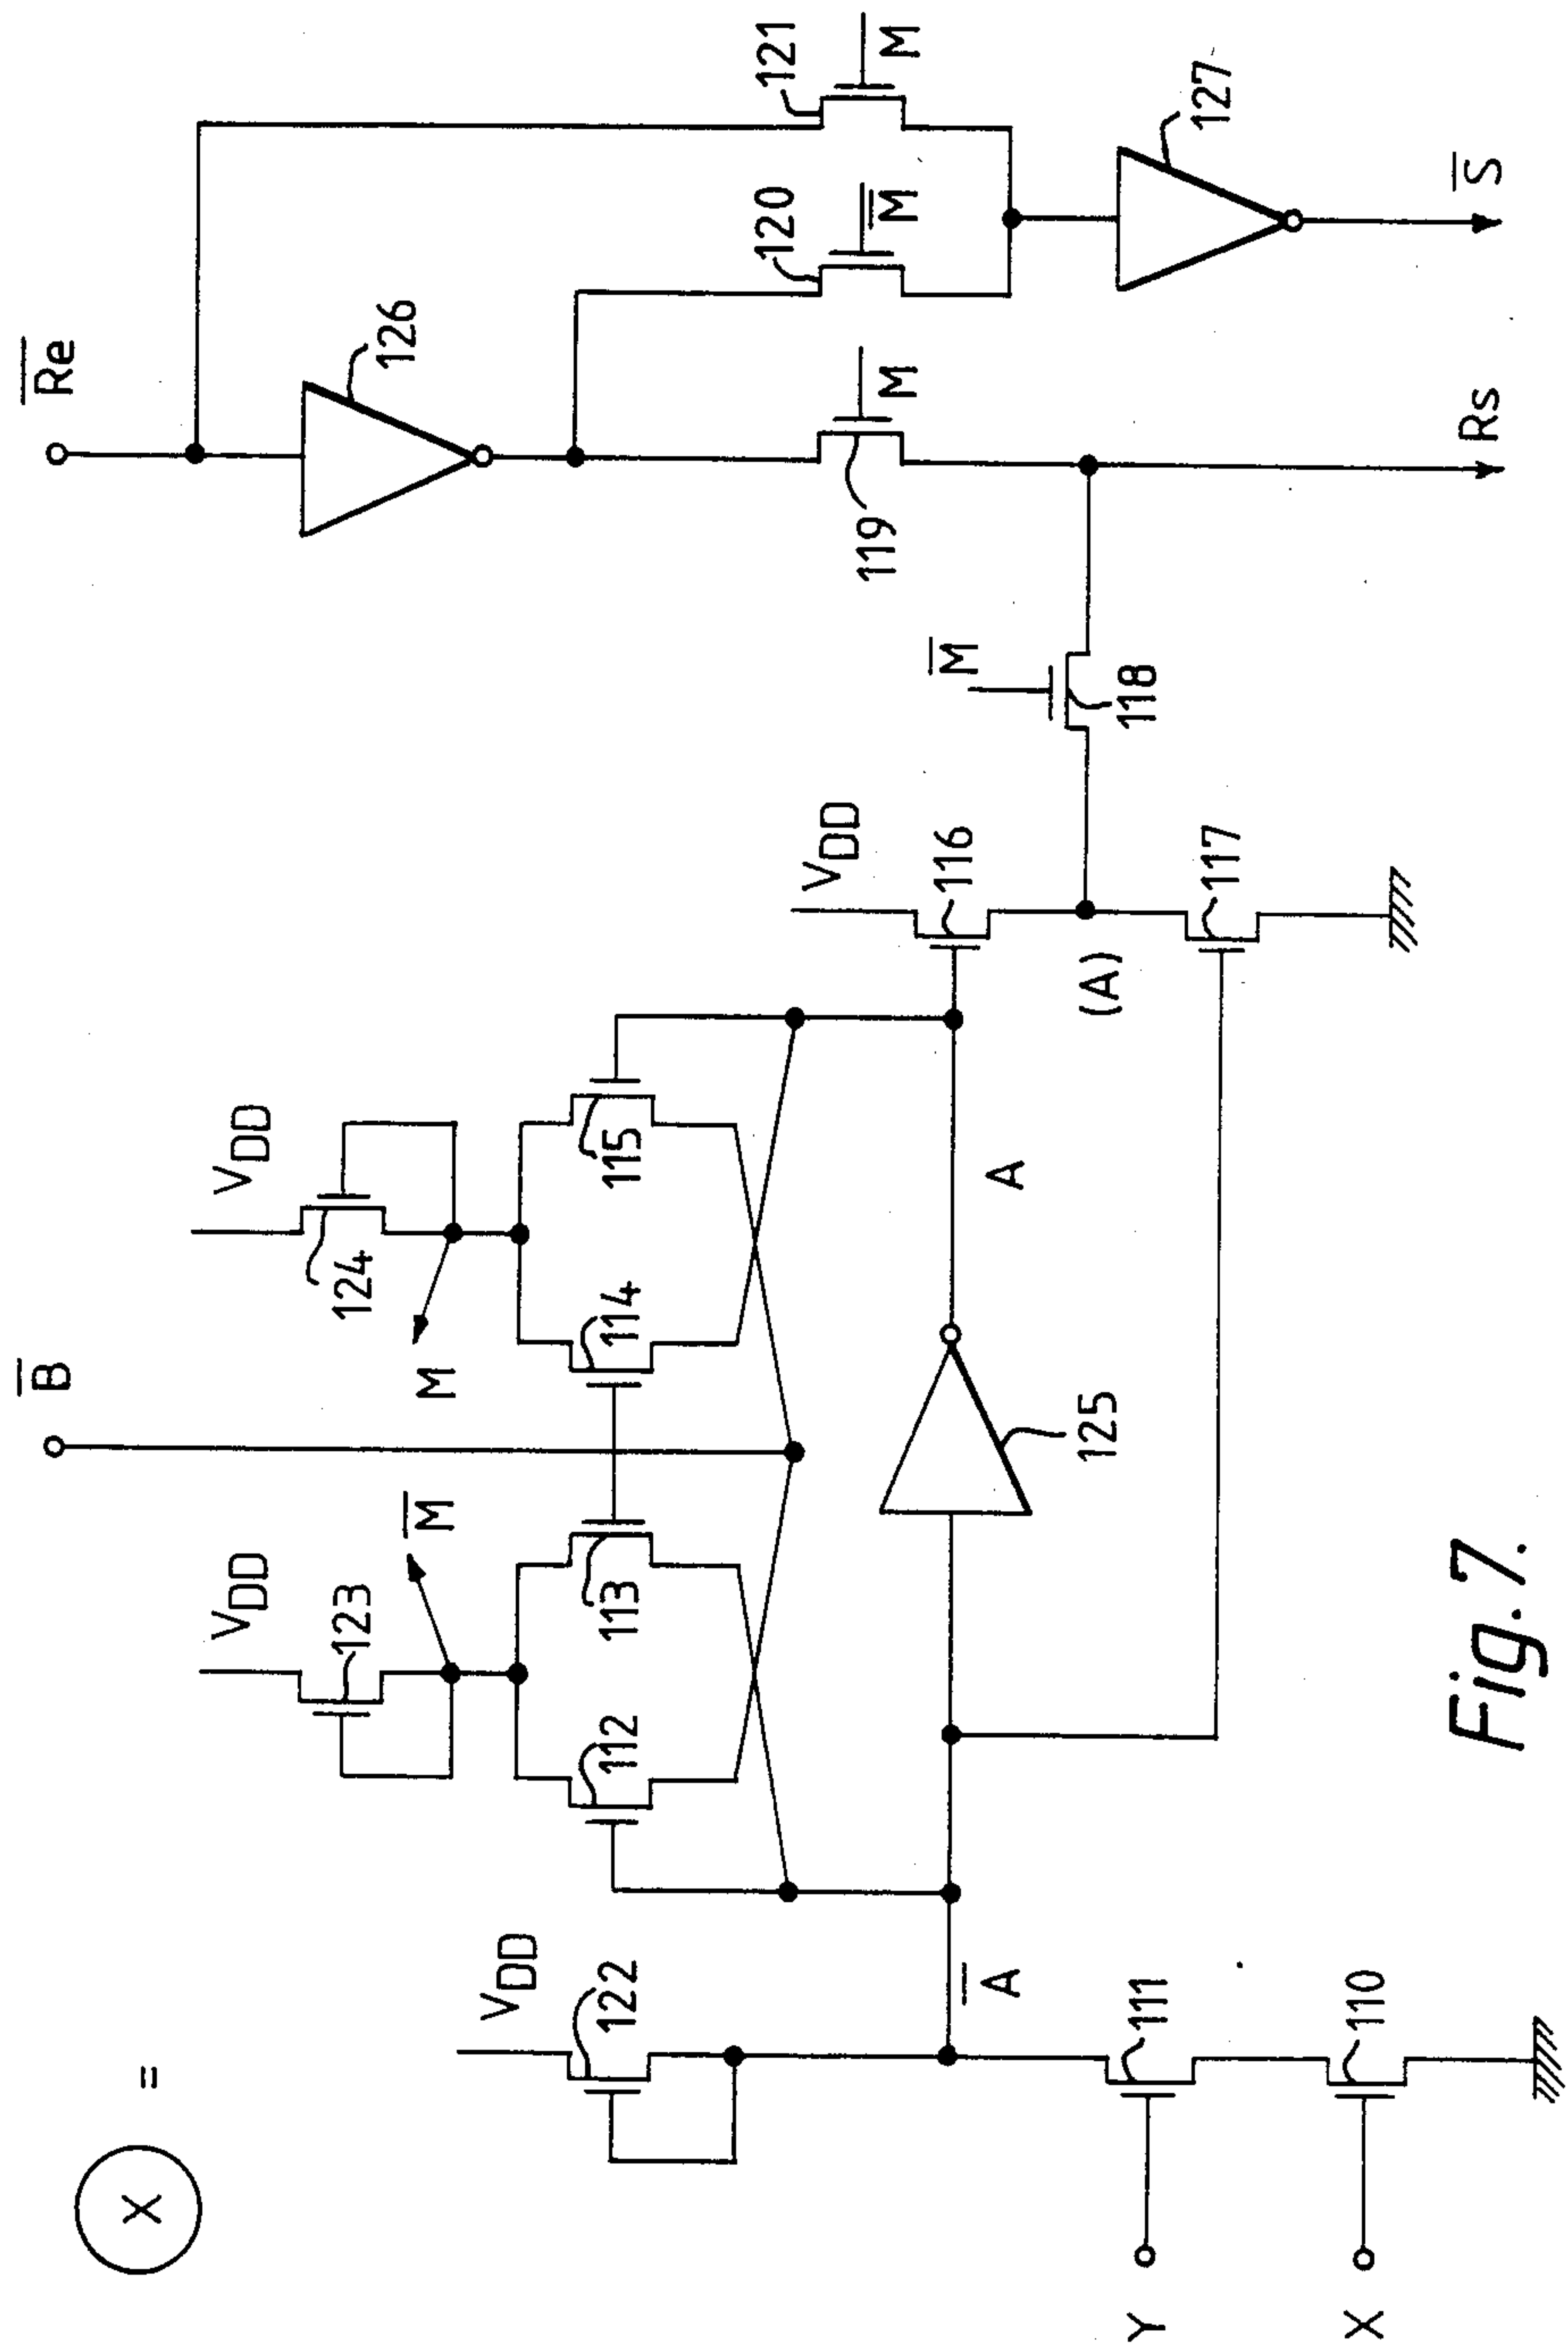 X =
B̅
R̅e̅
VDD
VDD
123
M̅
M
124
126
VDD
122
112
113
114
115
VDD
120
M̅
121
M
119
M
M̅
118
116
A̅
A
(A)
125
117
127
Y
111
X
110
Rs
S̅
Fig. 7.